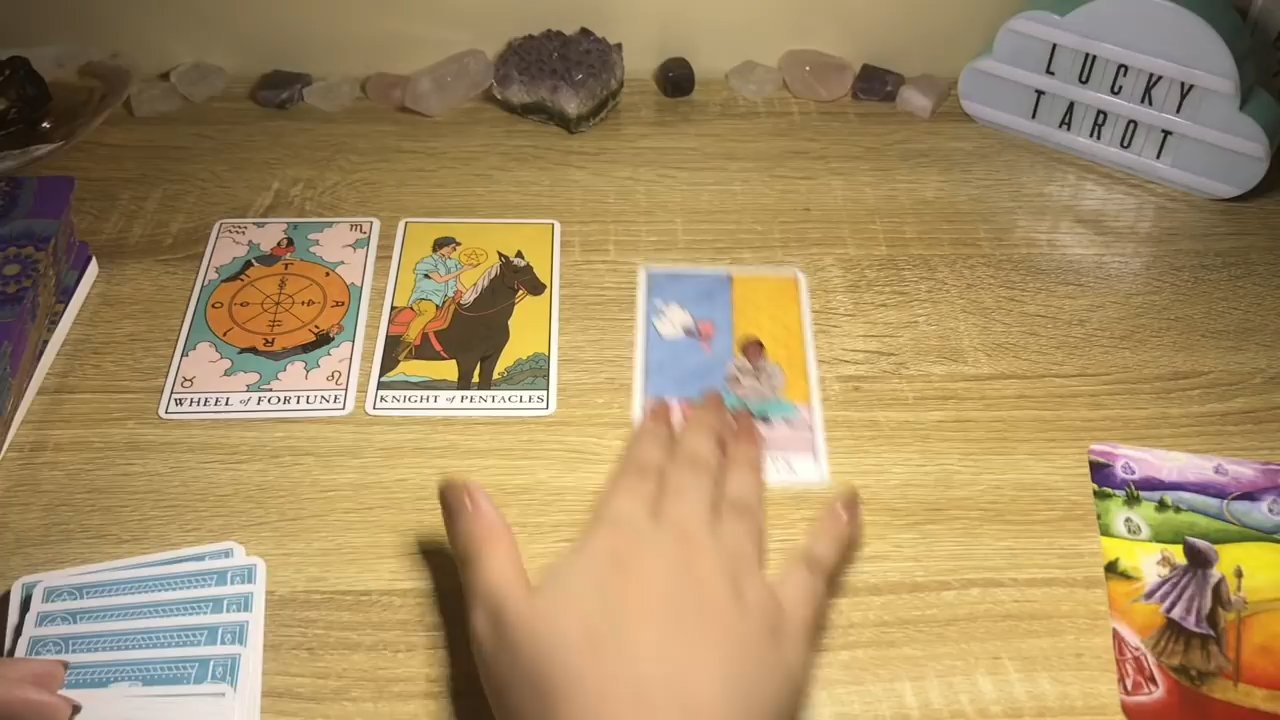 LUCKY
TAROT
T
A
R
O
WHEEL of FORTUNE
KNIGHT of PENTACLES